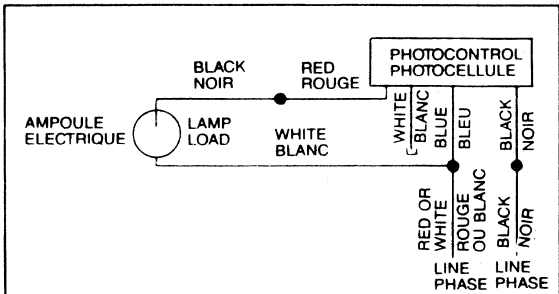 PHOTOCONTROL
PHOTOCELLULE
BLACK
NOIR
RED
ROUGE
AMPOULE
ELECTRIQUE
LAMP
LOAD
WHITE
BLANC
WHITE
BLANC
BLUE
BLEU
BLACK
NOIR
RED OR
WHITE
ROUGE
OU BLANC
BLACK
NOIR
LINE
PHASE
LINE
PHASE